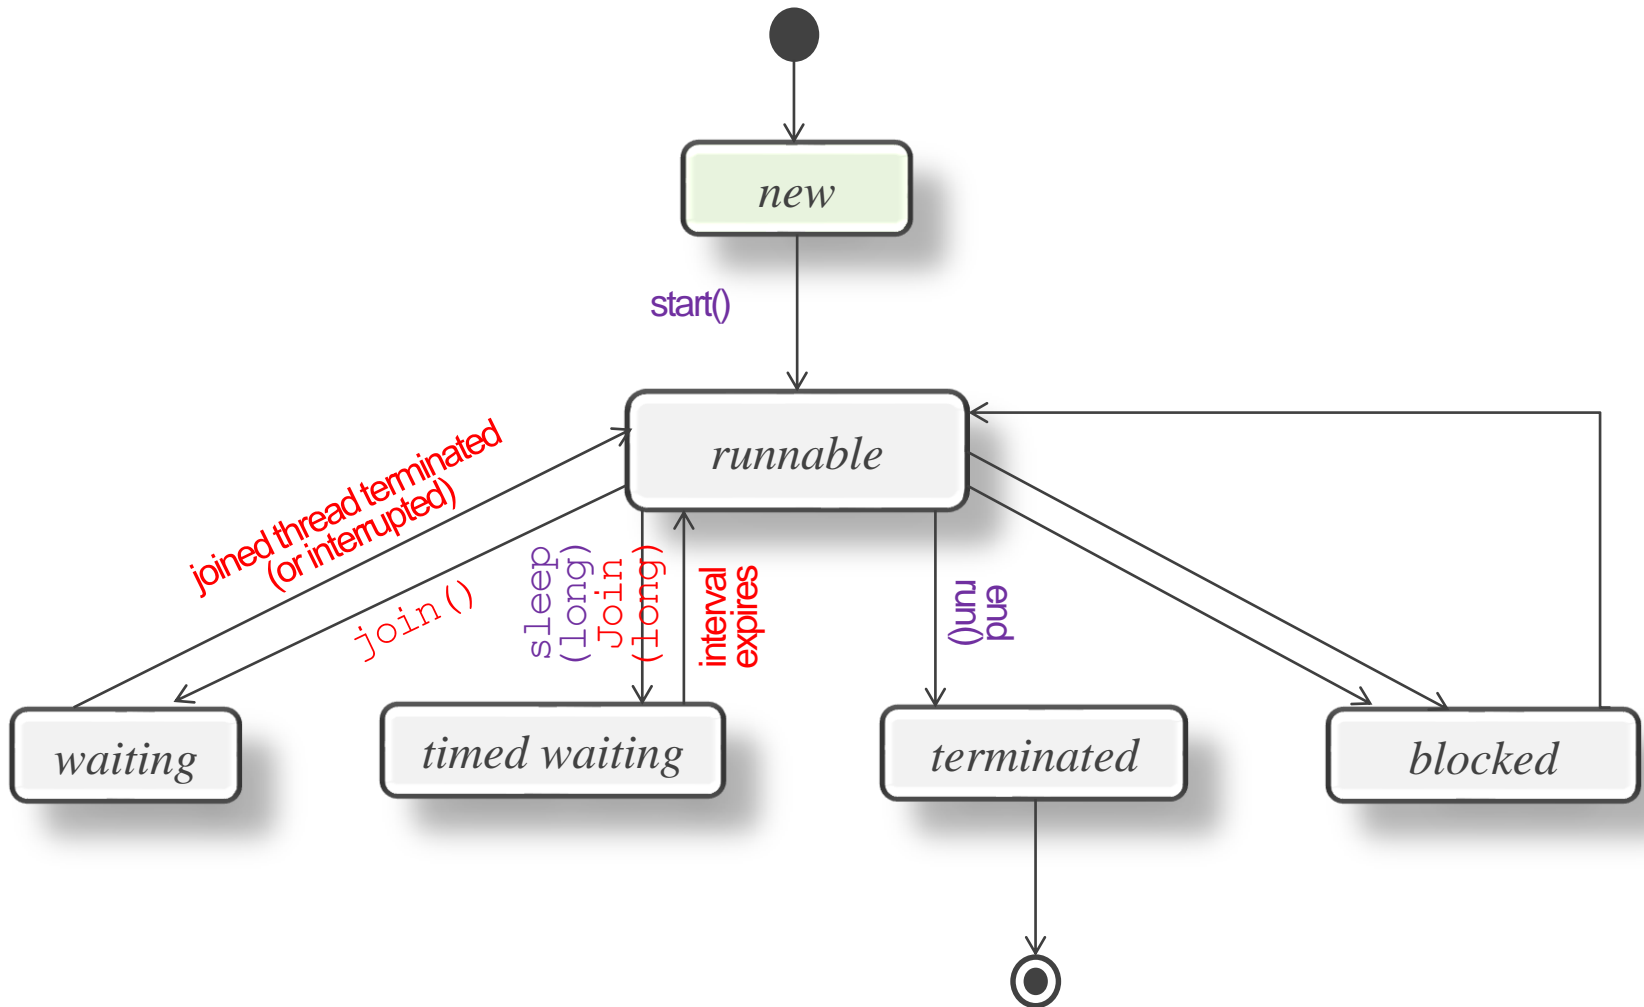 new
start()
runnable
joined thread terminated
(or interrupted)
join()
sleep
(long)
Join
(long)
interval
expires
end
run()
waiting
timed waiting
terminated
blocked